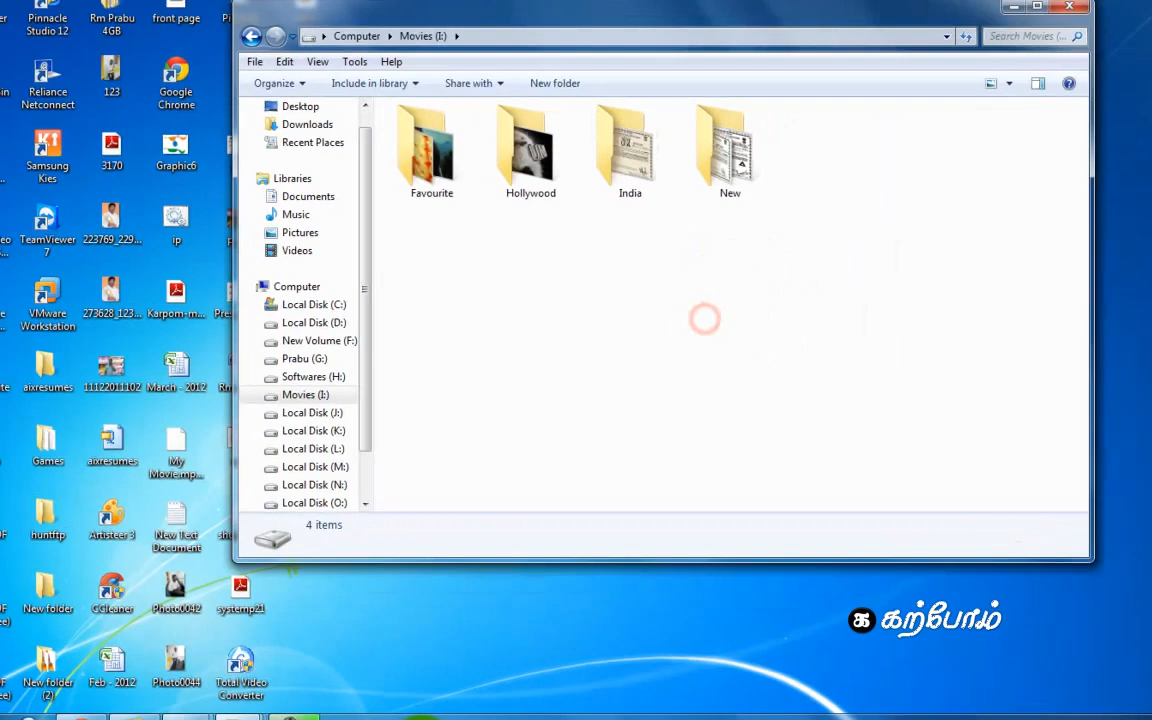 Pinnacle
Studio 12
Rm Prabu
4GB
front page
Reliance
Netconnect
123
Google
Chrome
Samsung
Kies
3170
Graphic6
TeamViewer
7
223769_229...
ip
VMware
Workstation
273628_123...
Karpom-m...
aixresumes
11122011102
March - 2012
Games
aixresumes
My
Movie.mp...
huntftp
Artisteer 3
New Text
Document
New folder
CCleaner
Photo0042
systemp21
New folder
(2)
Feb - 2012
Photo0044
Total Video
Converter
Computer
Movies (I:)
Search Movies (...
File
Edit
View
Tools
Help
Organize
Include in library
Share with
New folder
Desktop
Downloads
Recent Places
Libraries
Documents
Music
Pictures
Videos
Computer
Local Disk (C:)
Local Disk (D:)
New Volume (F:)
Prabu (G:)
Softwares (H:)
Movies (I:)
Local Disk (J:)
Local Disk (K:)
Local Disk (L:)
Local Disk (M:)
Local Disk (N:)
Local Disk (O:)
Favourite
Hollywood
India
New
4 items
க கற்போம்